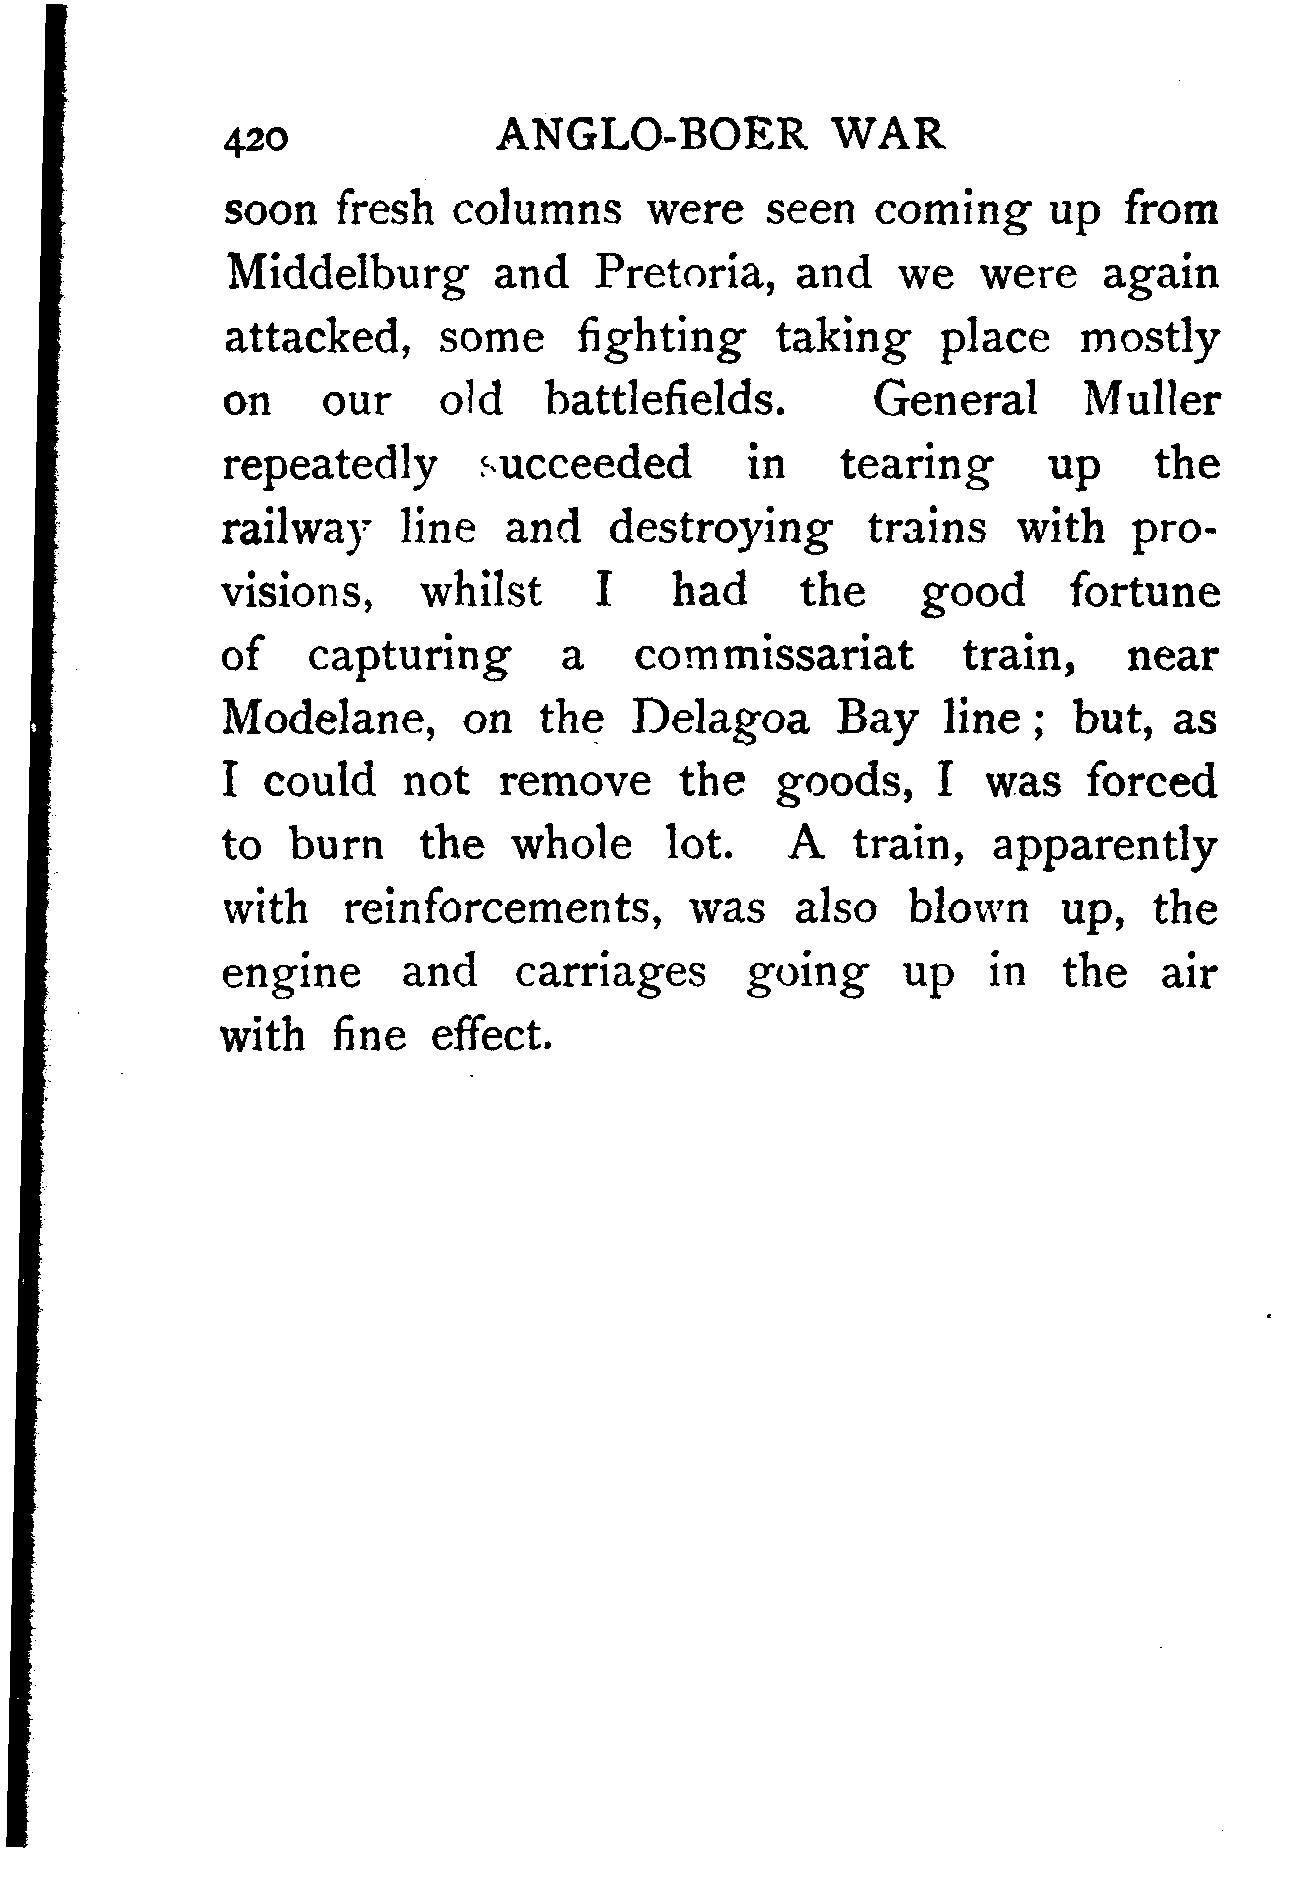 420 ANGLO-BOER WAR
soon fresh columns were seen coming up from
Middelburg and Pretoria, and we were again
attacked, some fighting taking place mostly
on our old battlefields. General Muller
repeatedly succeeded in tearing up the
railway line and destroying trains with pro-
visions, whilst I had the good fortune
of capturing a commissariat train, near
Modelane, on the Delagoa Bay line ; but, as
I could not remove the goods, I was forced
to burn the whole lot. A train, apparently
with reinforcements, was also blown up, the
engine and carriages going up in the air
with fine effect.